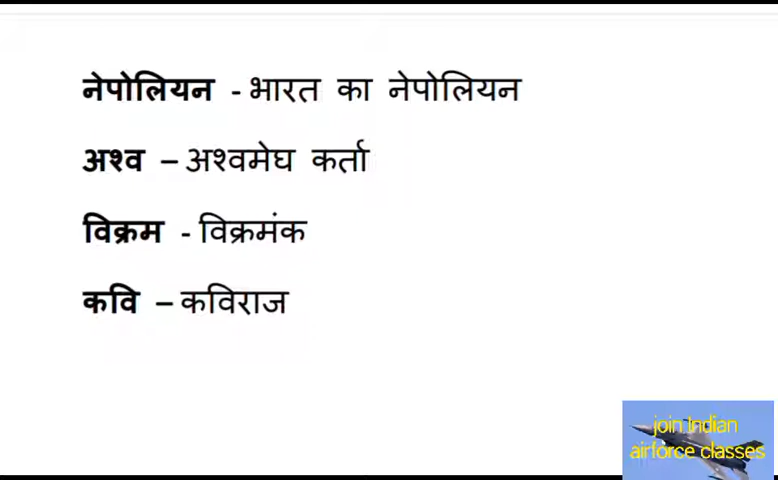 नेपोलियन - भारत का नेपोलियन
अश्व – अश्वमेघ कर्ता
विक्रम - विक्रमंक
कवि – कविराज
join Indian
airforce classes